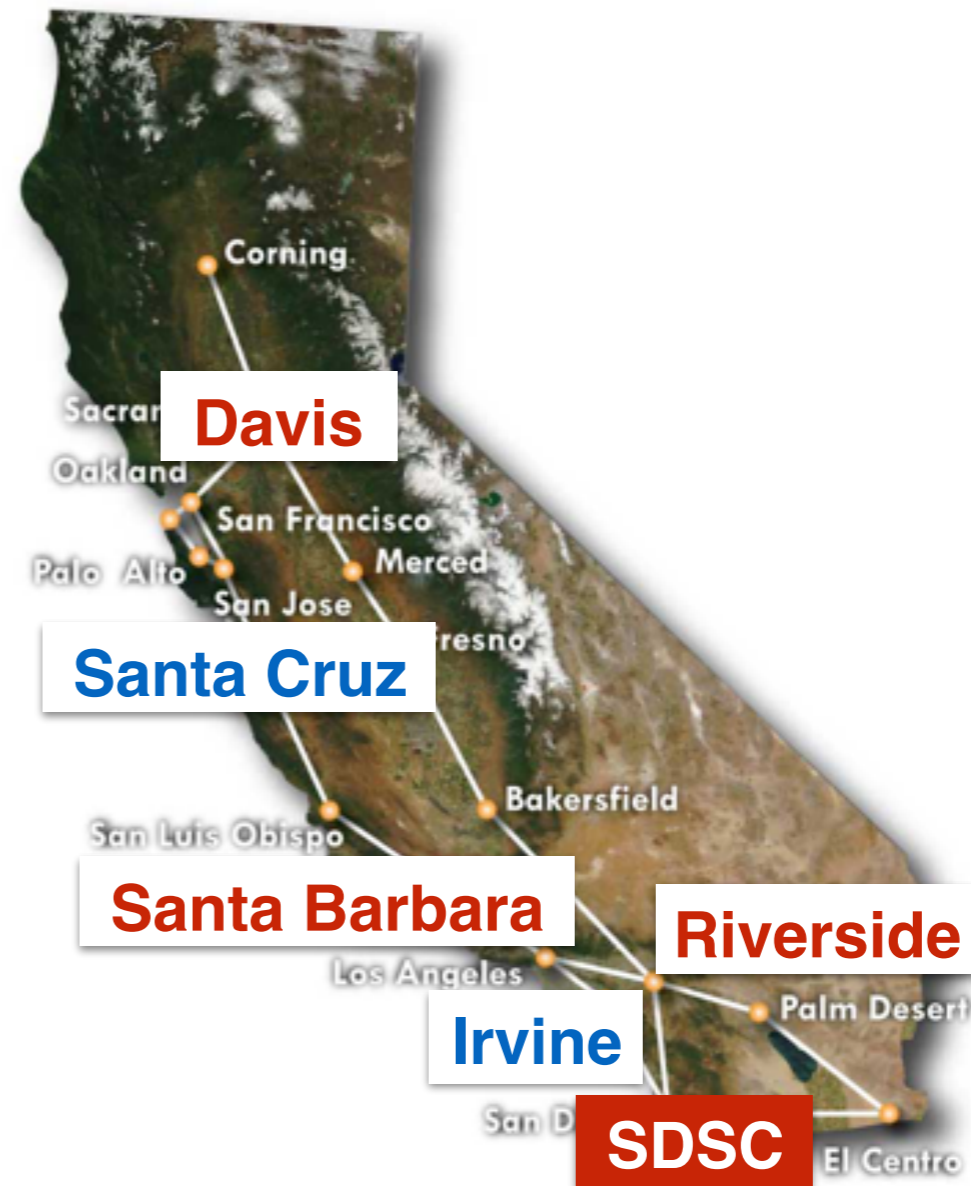 Corning
Sacrar
Davis
Oakland
San Francisco
Merced
Palo Alto
San Jose
Santa Cruz
Fresno
Bakersfield
San Luis Obispo
Santa Barbara
Riverside
Los Angeles
Palm Desert
Irvine
San D
SDSC
El Centro